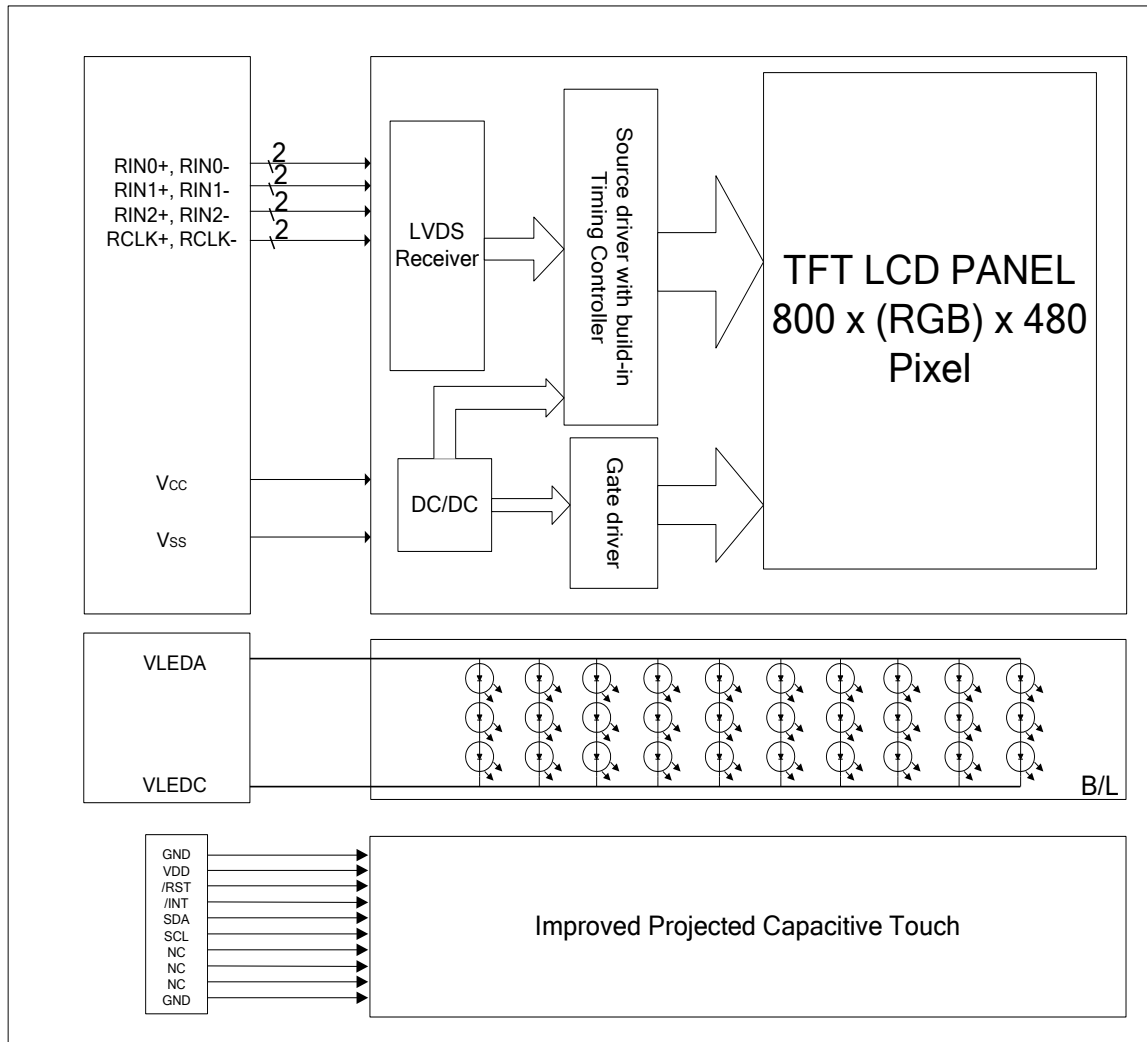 RIN0+, RIN0-
2
RIN1+, RIN1-
2
RIN2+, RIN2-
2
RCLK+, RCLK-
2
VCC
VSS
LVDS
Receiver
Source driver with build-in
Timing Controller
DC/DC
Gate driver
TFT LCD PANEL
800 x (RGB) x 480
Pixel
VLEDA
VLEDC
B/L
GND
VDD
/RST
/INT
SDA
SCL
NC
NC
NC
GND
Improved Projected Capacitive Touch